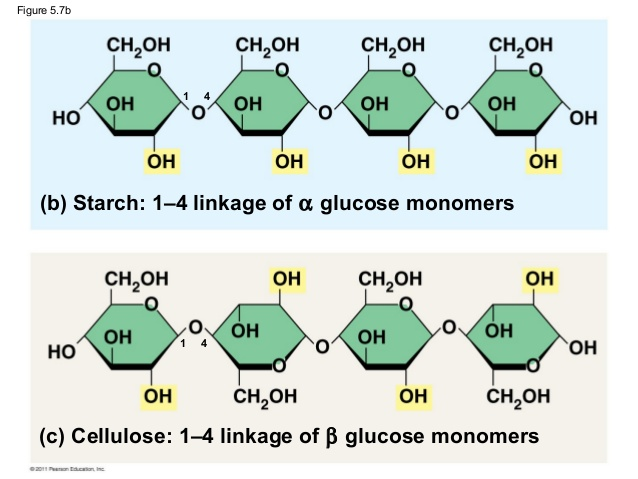 Figure 5.7b
CH₂OH CH₂OH CH₂OH CH₂OH
O O O O
HO OH 1 O 4 OH O OH O OH OH
OH OH OH OH
(b) Starch: 1–4 linkage of α glucose monomers
CH₂OH OH CH₂OH OH
O O
HO OH 1 O 4 OH O OH O OH OH
O O
OH CH₂OH OH CH₂OH
(c) Cellulose: 1–4 linkage of β glucose monomers
© 2011 Pearson Education, Inc.